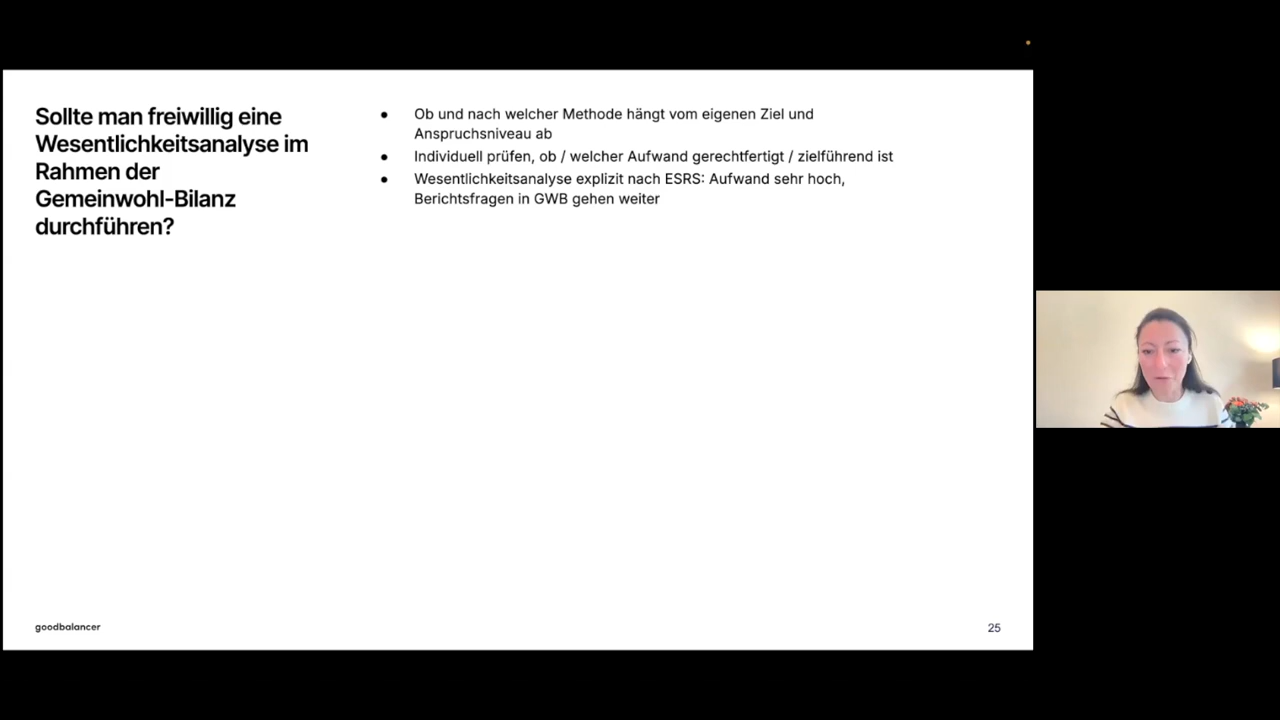 Sollte man freiwillig eine
Wesentlichkeitsanalyse im
Rahmen der
Gemeinwohl-Bilanz
durchführen?
● Ob und nach welcher Methode hängt vom eigenen Ziel und
Anspruchsniveau ab
● Individuell prüfen, ob / welcher Aufwand gerechtfertigt / zielführend ist
● Wesentlichkeitsanalyse explizit nach ESRS: Aufwand sehr hoch,
Berichtsfragen in GWB gehen weiter
goodbalancer
25